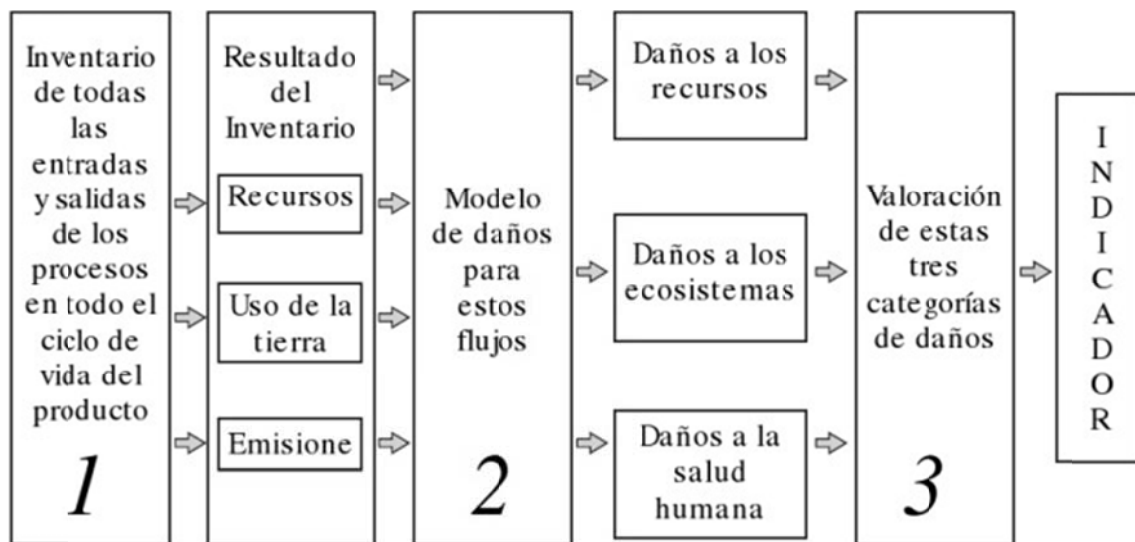 Inventario
de todas
las
entradas
y salidas
de los
procesos
en todo el
ciclo de
vida del
producto
1
Resultado
del
Inventario
Recursos
Uso de la
tierra
Emisione
Modelo
de daños
para
estos
flujos
2
Daños a los
recursos
Daños a los
ecosistemas
Daños a la
salud
humana
Valoración
de estas
tres
categorías
de daños
3
I
N
D
I
C
A
D
O
R